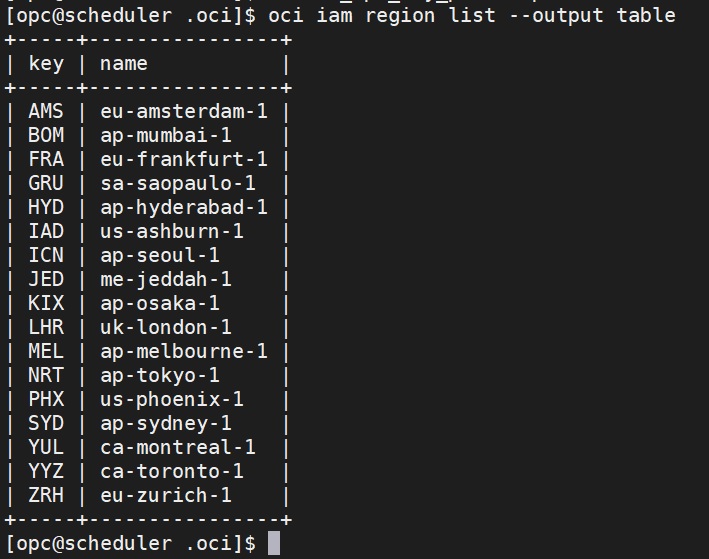 [opc@scheduler .oci]$ oci iam region list --output table
+-----+----------------+
| key | name           |
+-----+----------------+
| AMS | eu-amsterdam-1 |
| BOM | ap-mumbai-1    |
| FRA | eu-frankfurt-1 |
| GRU | sa-saopaulo-1  |
| HYD | ap-hyderabad-1 |
| IAD | us-ashburn-1   |
| ICN | ap-seoul-1     |
| JED | me-jeddah-1    |
| KIX | ap-osaka-1     |
| LHR | uk-london-1    |
| MEL | ap-melbourne-1 |
| NRT | ap-tokyo-1     |
| PHX | us-phoenix-1   |
| SYD | ap-sydney-1    |
| YUL | ca-montreal-1  |
| YYZ | ca-toronto-1   |
| ZRH | eu-zurich-1    |
+-----+----------------+
[opc@scheduler .oci]$